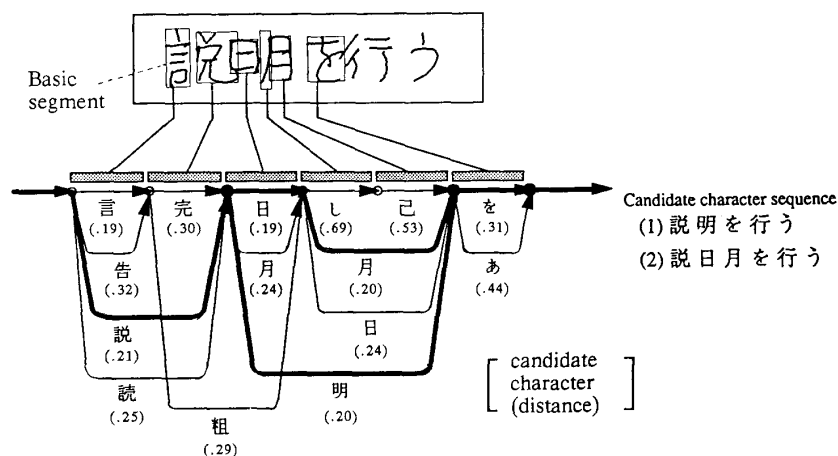 説明を行う
Basic
segment
言 完 日 し 己 を
(.19) (.30) (.19) (.69) (.53) (.31)
告 月 月 あ
(.32) (.24) (.20) (.44)
説 日
(.21) (.24)
読 明
(.25) (.20)
粗
(.29)
Candidate character sequence
(1) 説明を行う
(2) 説日月を行う
candidate
character
(distance)